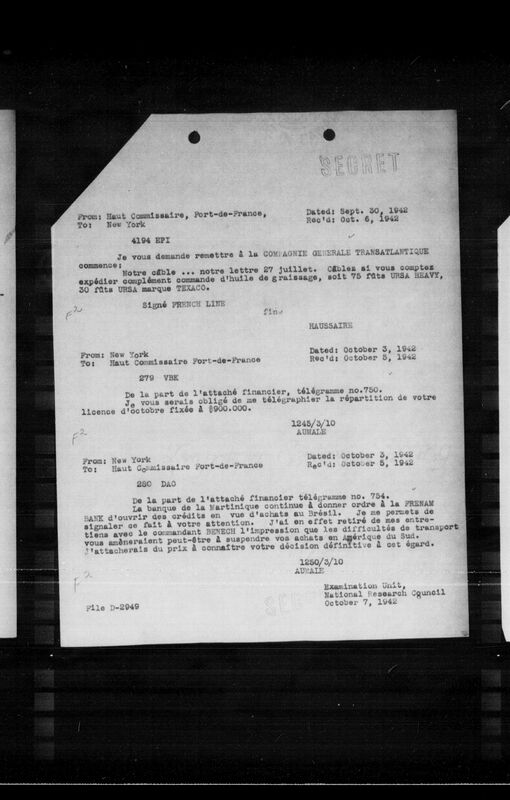 SECRET
From: Haut Commissaire, Fort-de-France,
Dated: Sept. 30, 1942
To: New York
Rec'd: Oct. 6, 1942
4194 EPI
Je vous demande remettre à la COMPAGNIE GENERALE TRANSATLANTIQUE
commence:
Notre câble ... notre lettre 27 juillet. Câblez si vous comptez
expédier complément commande d'huile de graissage, soit 75 fûts URSA HEAVY,
30 fûts URSA marque TEXACO.
Signé FRENCH LINE
fin.
F2
HAUSSAIRE
From: New York
Dated: October 3, 1942
To: Haut Commissaire Fort-de-France
Rec'd: October 5, 1942
279 VBK
De la part de l'attaché financier, télégramme no.750.
Je vous serais obligé de me télégraphier la répartition de votre
licence d'octobre fixée à $900.000.
F2
1245/3/10
AUMALE
From: New York
Dated: October 3, 1942
To: Haut Commissaire Fort-de-France
Rec'd: October 5, 1942
280 DAO
De la part de l'attaché financier télégramme no. 754.
La banque de la Martinique continue à donner ordre à la FRENAM
BANK d'ouvrir des crédits en vue d'achats au Brésil. Je me permets de
signaler ce fait à votre attention. J'ai en effet retiré de mes entre-
tiens avec le commandant BENECH l'impression que les difficultés de transport
vous amèneraient peut-être à suspendre vos achats en Amérique du Sud.
J'attacherais du prix à connaître votre décision définitive à cet égard.
1250/3/10
AUMALE
F2
Examination Unit,
National Research Council
October 7, 1942
File D-2949